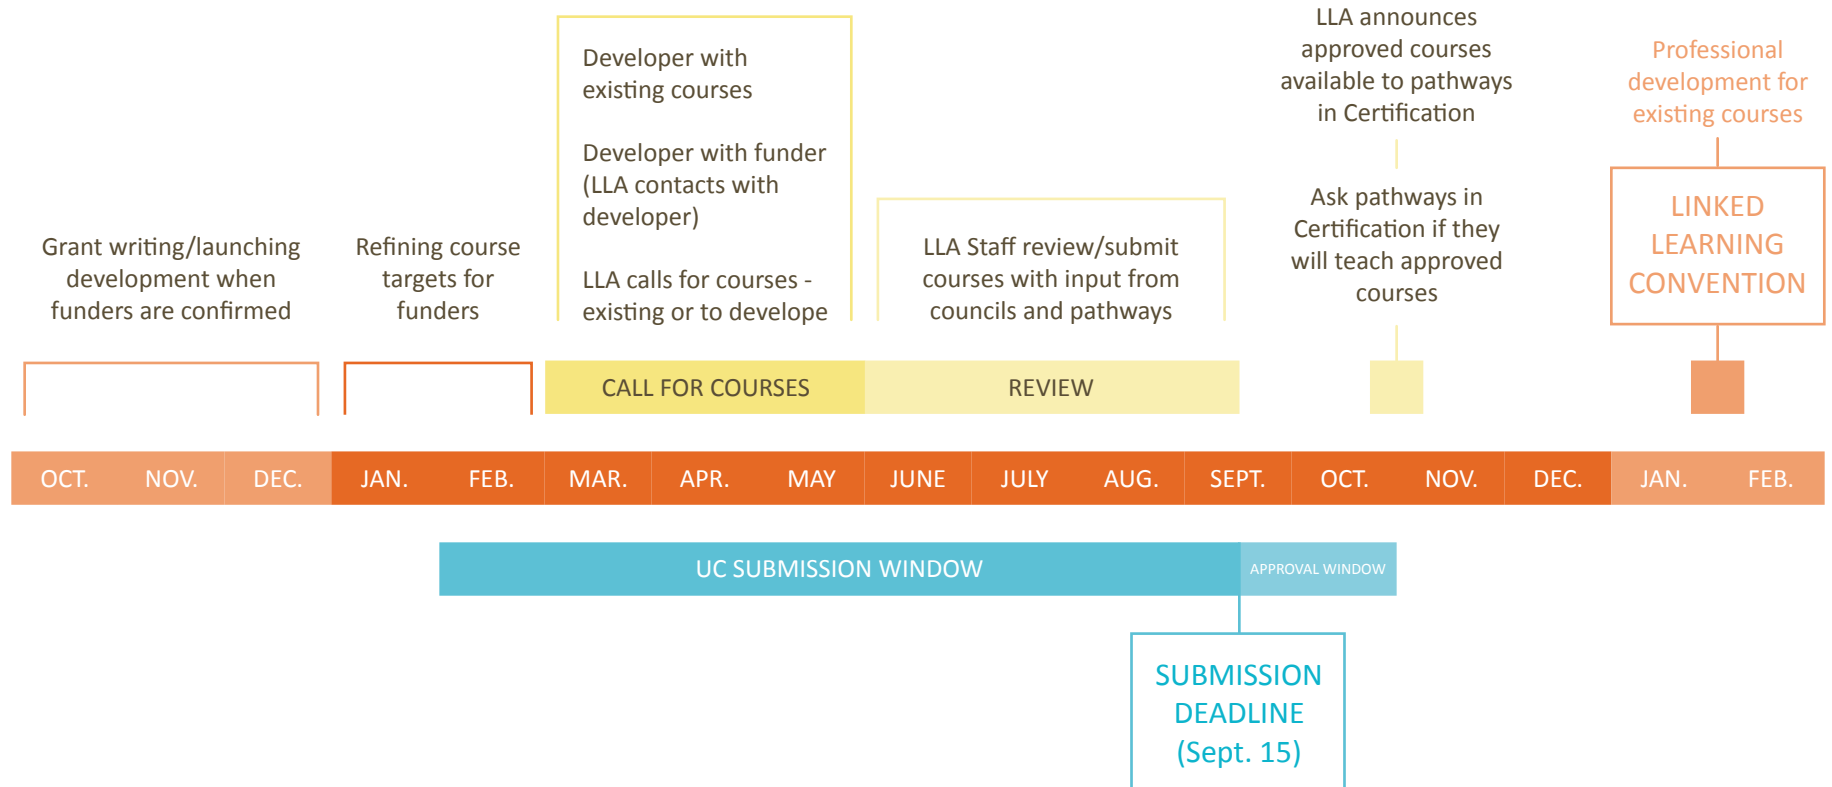 Grant writing/launching
development when
funders are confirmed
Refining course
targets for
funders
Developer with
existing courses
Developer with funder
(LLA contacts with
developer)
LLA calls for courses -
existing or to develope
LLA Staff review/submit
courses with input from
councils and pathways
LLA announces
approved courses
available to pathways
in Certification
Ask pathways in
Certification if they
will teach approved
courses
Professional
development for
existing courses
LINKED
LEARNING
CONVENTION
CALL FOR COURSES
REVIEW
OCT. NOV. DEC. JAN. FEB. MAR. APR. MAY JUNE JULY AUG. SEPT. OCT. NOV. DEC. JAN. FEB.
UC SUBMISSION WINDOW
APPROVAL WINDOW
SUBMISSION
DEADLINE
(Sept. 15)